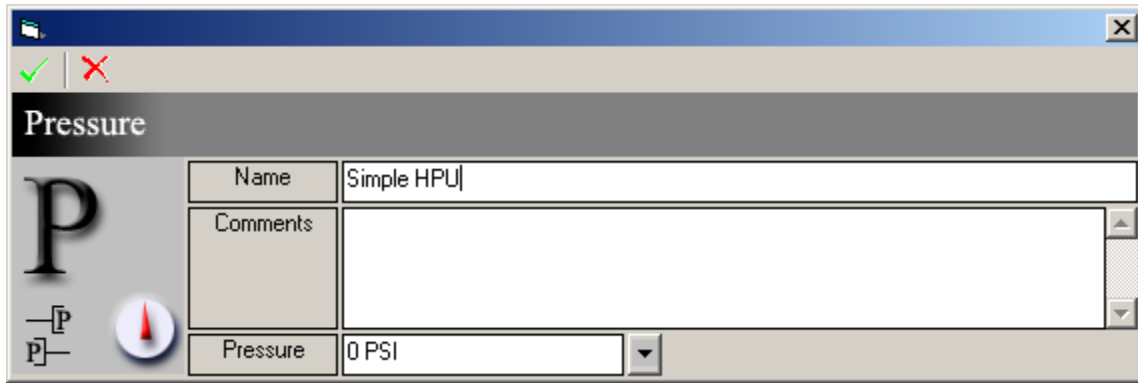 Pressure
P
Name
Simple HPU
Comments
P
P
Pressure
0 PSI